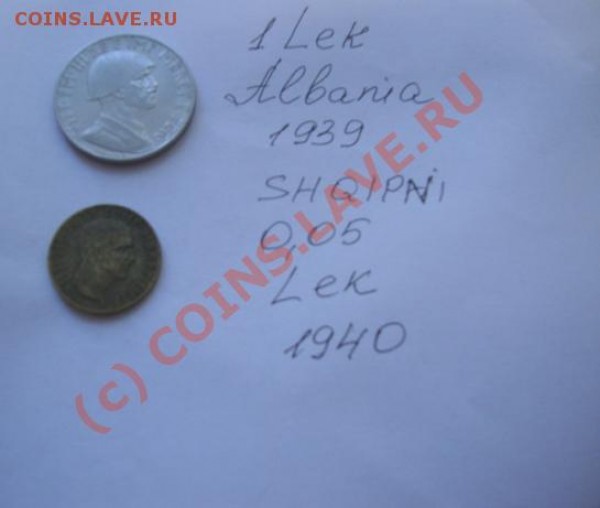 COINS.LAVE.RU
1 Lek
Albania
1939
SHQIPNI
0,05
Lek
1940
(c) COINS.LAVE.RU